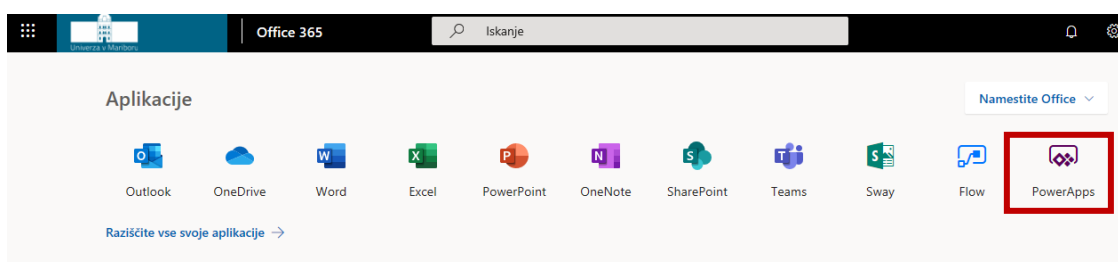 Office 365
Iskanje
Univerza v Mariboru
Aplikacije
Namestite Office
Outlook
OneDrive
Word
Excel
PowerPoint
OneNote
SharePoint
Teams
Sway
Flow
PowerApps
Raziščite vse svoje aplikacije →